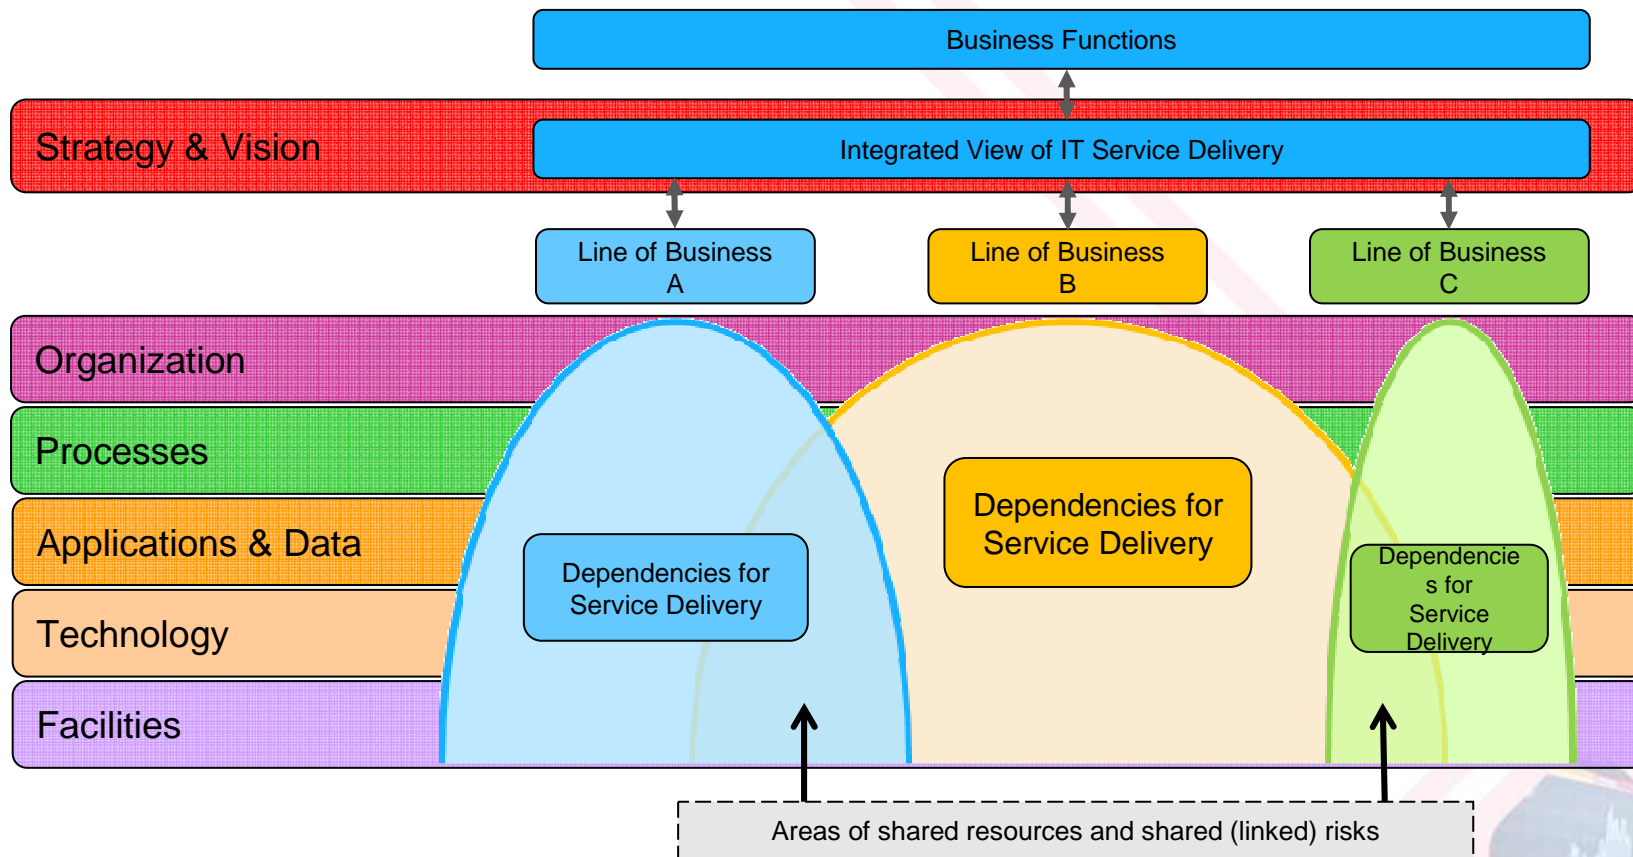 Business Functions
Strategy & Vision
Integrated View of IT Service Delivery
Line of Business
A
Line of Business
B
Line of Business
C
Organization
Processes
Applications & Data
Technology
Facilities
Dependencies for
Service Delivery
Dependencies for
Service Delivery
Dependencie
s for
Service
Delivery
Areas of shared resources and shared (linked) risks